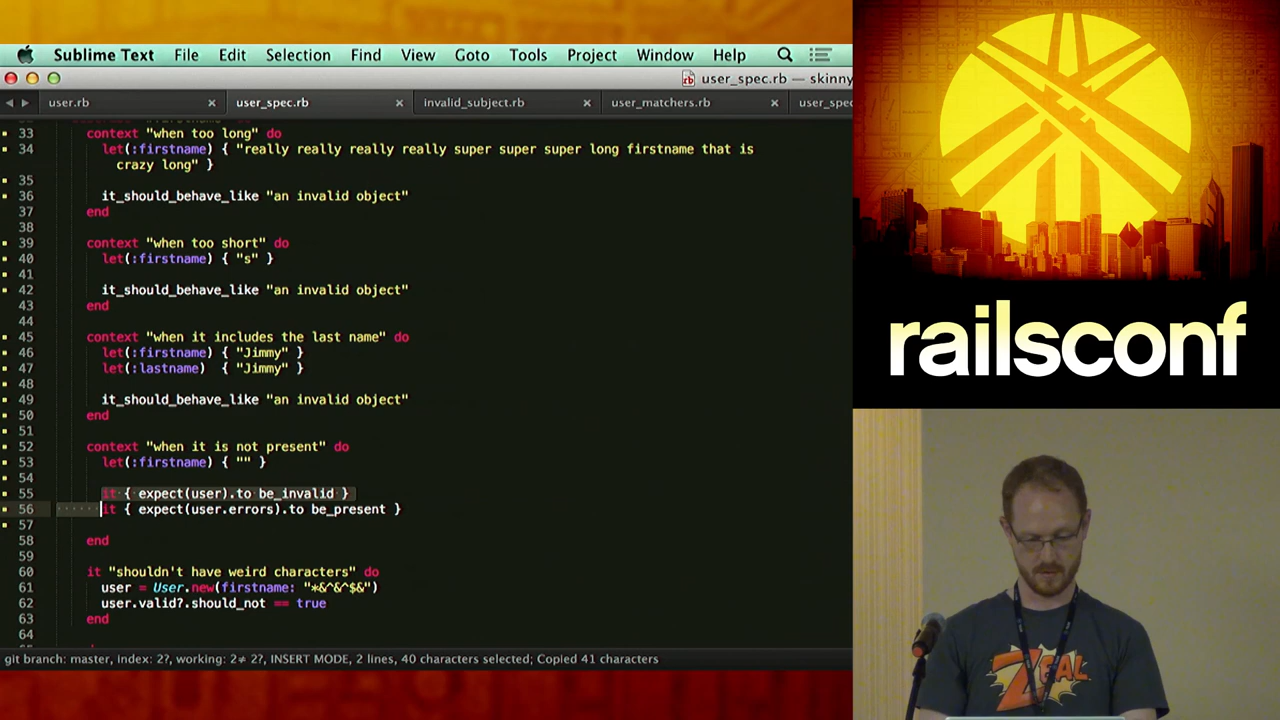 Sublime Text File Edit Selection Find View Goto Tools Project Window Help
user_spec.rb — skinny
user.rb user_spec.rb invalid_subject.rb user_matchers.rb user_spec
33 context "when too long" do
34 let(:firstname) { "really really really really super super super long firstname that is
crazy long" }
35
36 it_should_behave_like "an invalid object"
37 end
38
39 context "when too short" do
40 let(:firstname) { "s" }
41
42 it_should_behave_like "an invalid object"
43 end
44
45 context "when it includes the last name" do
46 let(:firstname) { "Jimmy" }
47 let(:lastname) { "Jimmy" }
48
49 it_should_behave_like "an invalid object"
50 end
51
52 context "when it is not present" do
53 let(:firstname) { "" }
54
55 it { expect(user).to be_invalid }
56 it { expect(user.errors).to be_present }
57
58 end
59
60 it "shouldn't have weird characters" do
61 user = User.new(firstname: "*&^&^$&")
62 user.valid?.should_not == true
63 end
64
git branch: master, index: 2?, working: 2≠ 2?, INSERT MODE, 2 lines, 40 characters selected; Copied 41 characters
railsconf
ZEAL